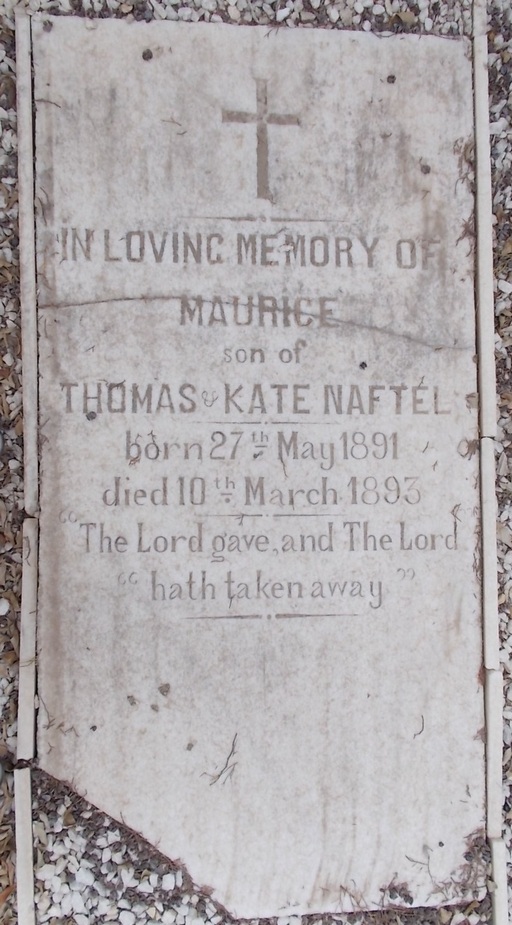 IN LOVING MEMORY OF
MAURICE
son of
THOMAS & KATE NAFTEL
born 27th May 1891
died 10th March 1893
“The Lord gave, and The Lord
“hath taken away”